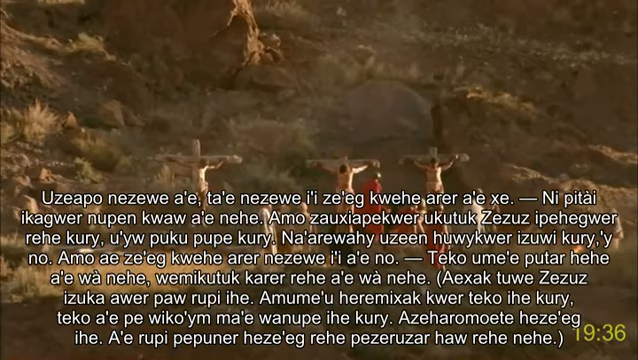 Uzeapo nezewe a'e, ta'e nezewe i'i ze'eg kwehe arer a'e xe. — Ni pitài
ikagwer nupen kwaw a'e nehe. Amo zauxiapekwer ukutuk Zezuz ipehegwer
rehe kury, u'yw puku pupe kury. Na'arewahy uzeen huwykwer izuwi kury,'y
no. Amo ae ze'eg kwehe arer nezewe i'i a'e no. — Teko ume'e putar hehe
a'e wà nehe, wemikutuk karer rehe a'e wà nehe. (Aexak tuwe Zezuz
izuka awer paw rupi ihe. Amume'u heremixak kwer teko ihe kury,
teko a'e pe wiko'ym ma'e wanupe ihe kury. Azeharomoete heze'eg
ihe. A'e rupi pepuner heze'eg rehe pezeruzar haw rehe nehe.)
19:36